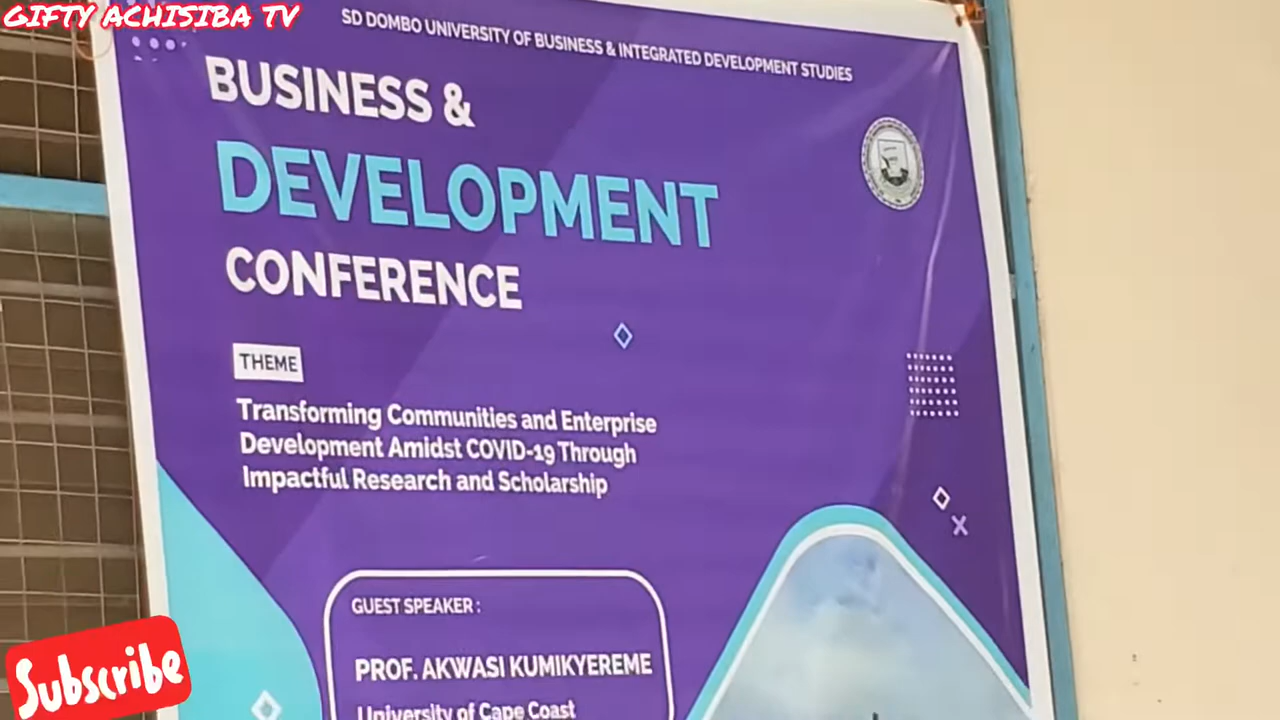 GIFTY ACHISIBA TV
SD DOMBO UNIVERSITY OF BUSINESS & INTEGRATED DEVELOPMENT STUDIES
BUSINESS &
DEVELOPMENT
CONFERENCE
THEME
Transforming Communities and Enterprise
Development Amidst COVID-19 Through
Impactful Research and Scholarship
GUEST SPEAKER :
PROF. AKWASI KUMIKYEREME
University of Cape Coast
Subscribe